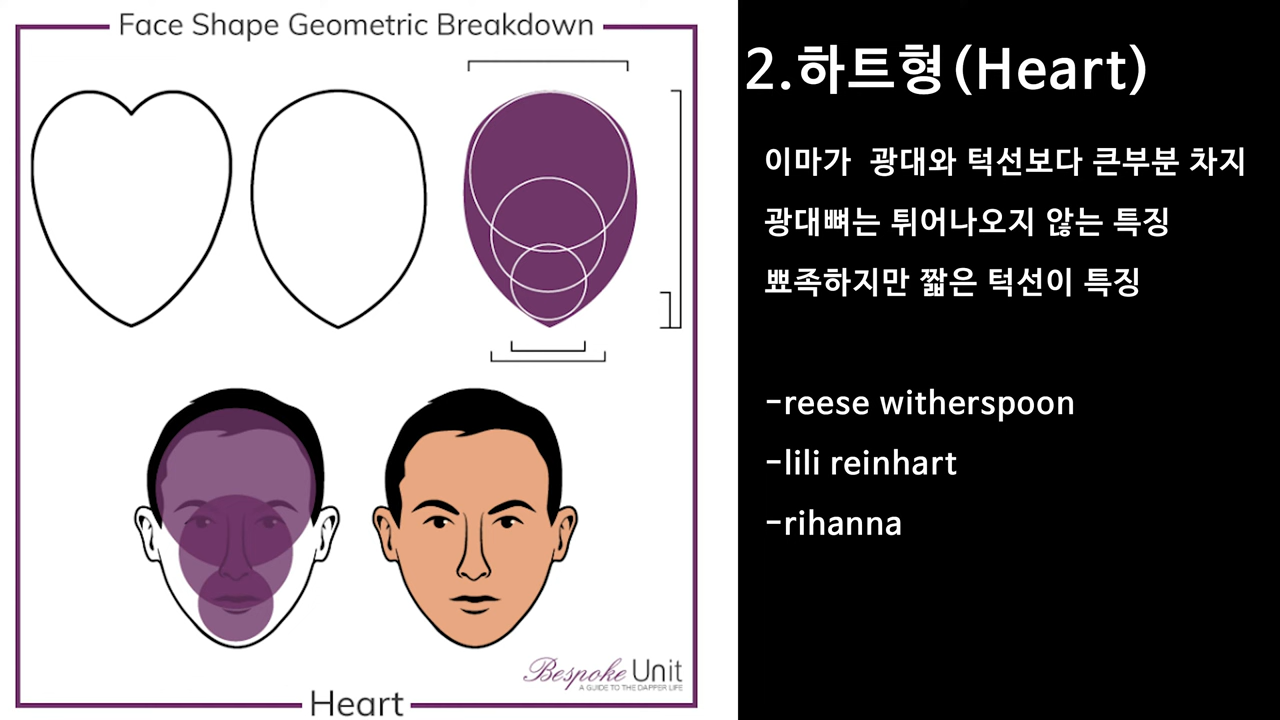 Face Shape Geometric Breakdown
2.하트형(Heart)
이마가 광대와 턱선보다 큰부분 차지
광대뼈는 튀어나오지 않는 특징
뾰족하지만 짧은 턱선이 특징
-reese witherspoon
-lili reinhart
-rihanna
Bespoke Unit
A GUIDE TO THE DAPPER LIFE
Heart